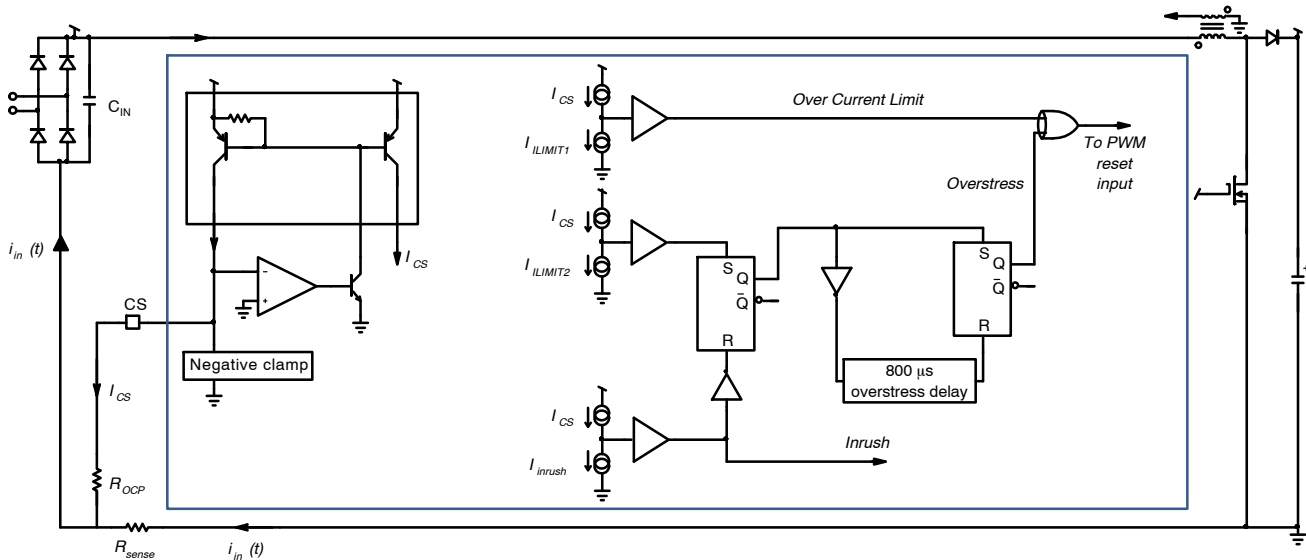 C_IN
i_in (t)
CS
I_CS
R_OCP
R_sense
i_in (t)
Negative clamp
−
+
I_CS
I_CS
I_ILIMIT1
I_CS
I_ILIMIT2
I_CS
I_inrush
Over Current Limit
Overstress
To PWM
reset
input
S
Q
Q̅
R
800 μs
overstress delay
S
Q
Q̅
R
Inrush
+